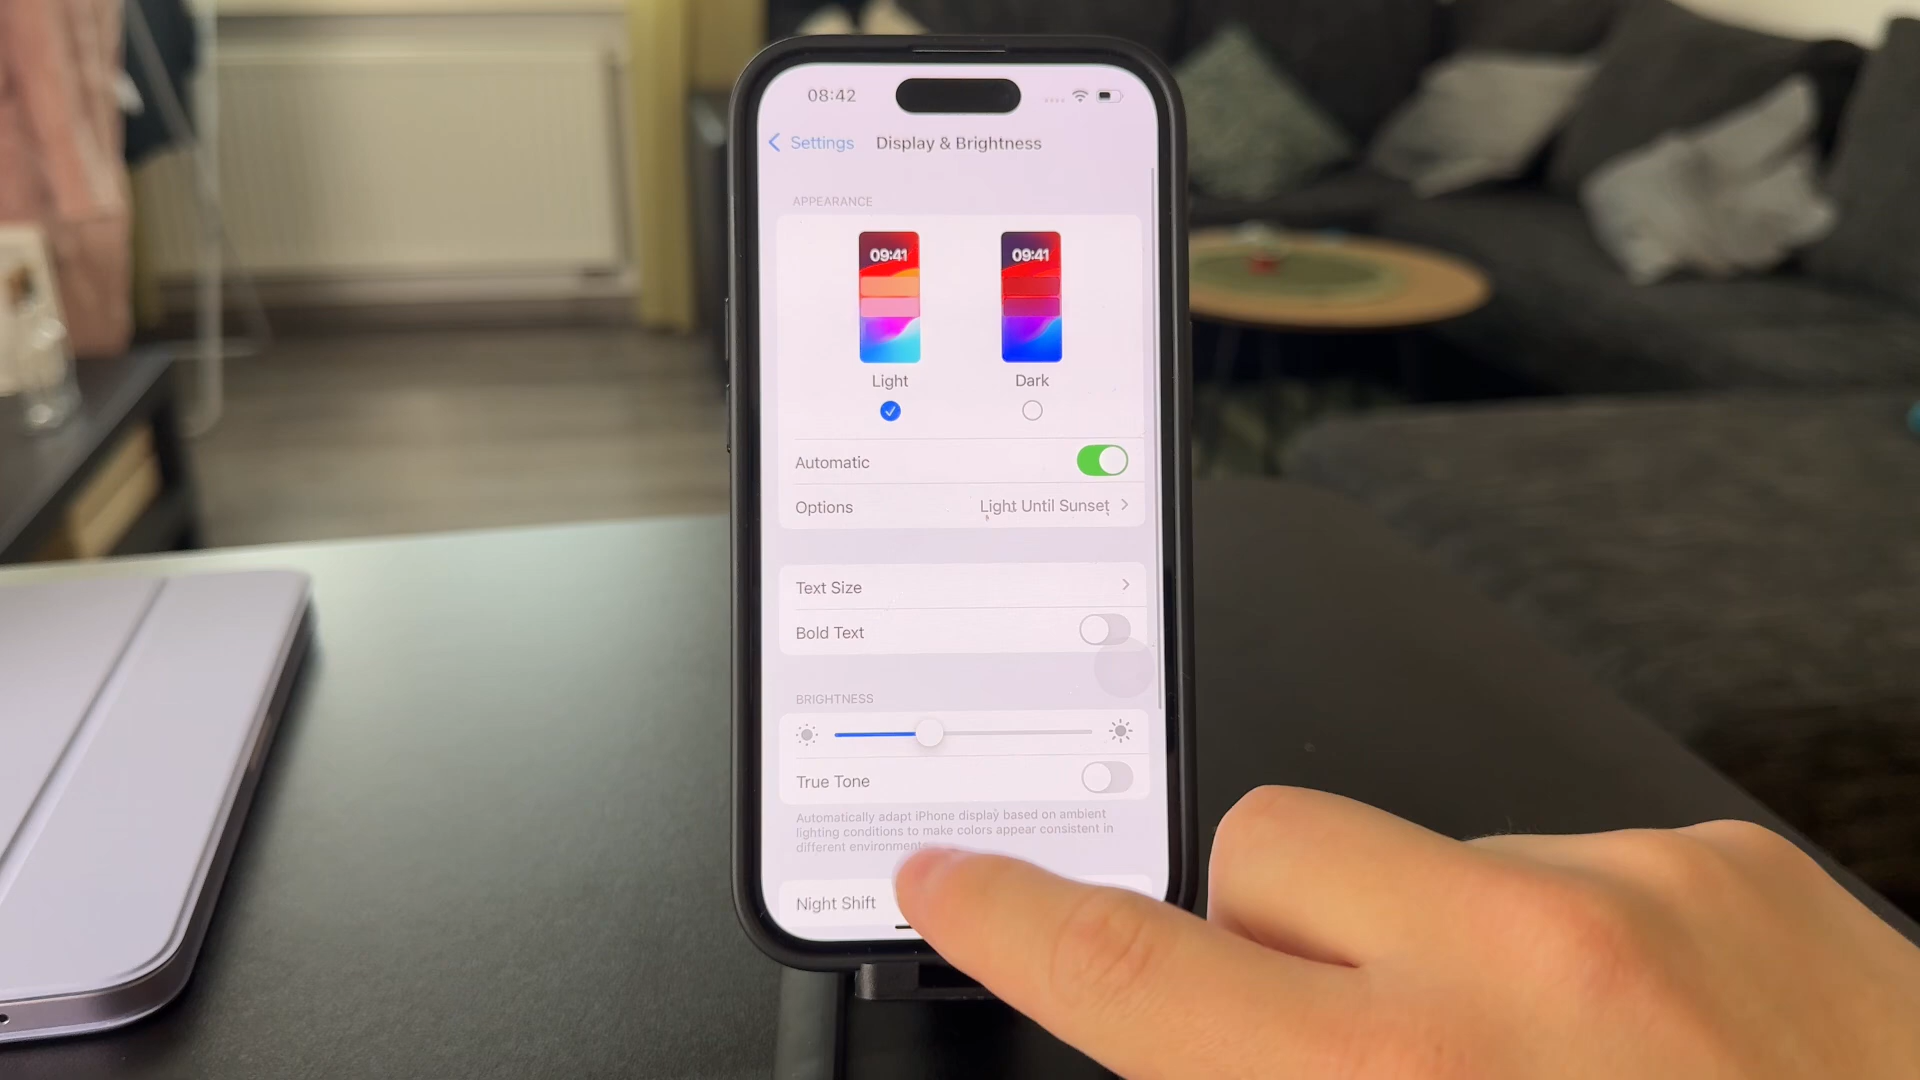 08:42
Settings
Display & Brightness
APPEARANCE
09:41
09:41
Light
Dark
Automatic
Options
Light Until Sunset
Text Size
Bold Text
BRIGHTNESS
True Tone
Automatically adapt iPhone display based on ambient
lighting conditions to make colors appear consistent in
different environments
Night Shift